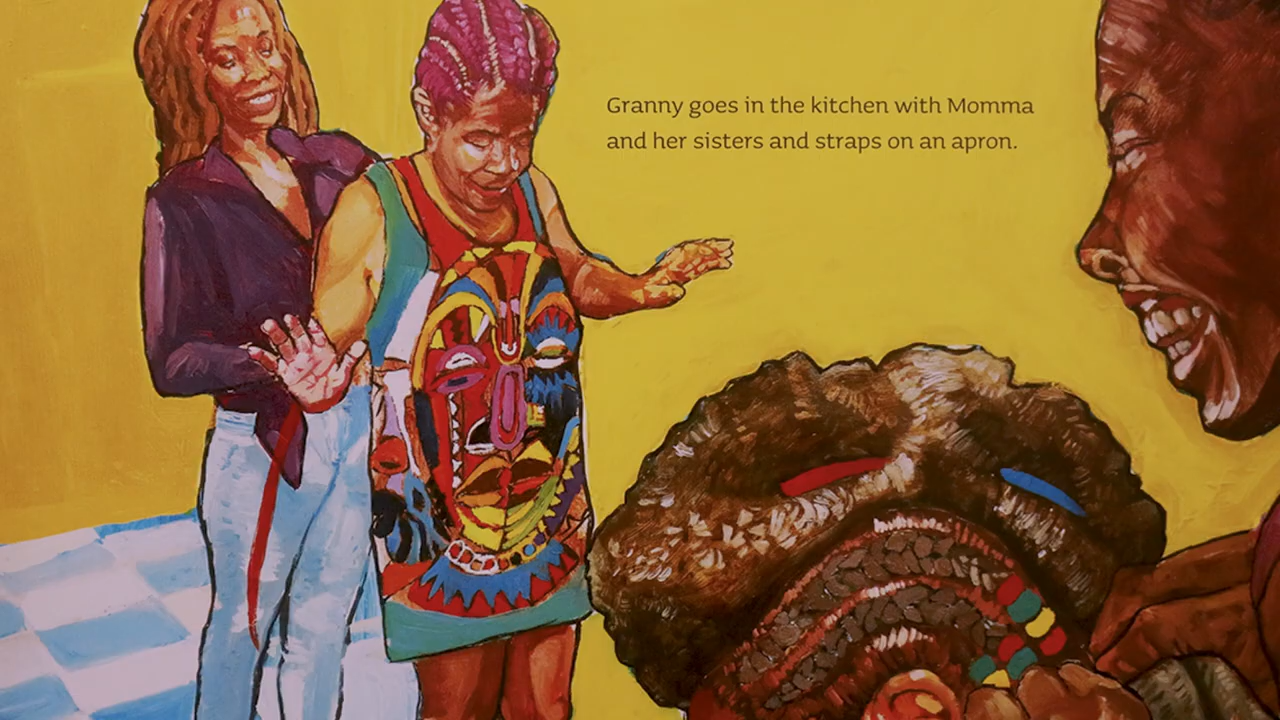 Granny goes in the kitchen with Momma
and her sisters and straps on an apron.